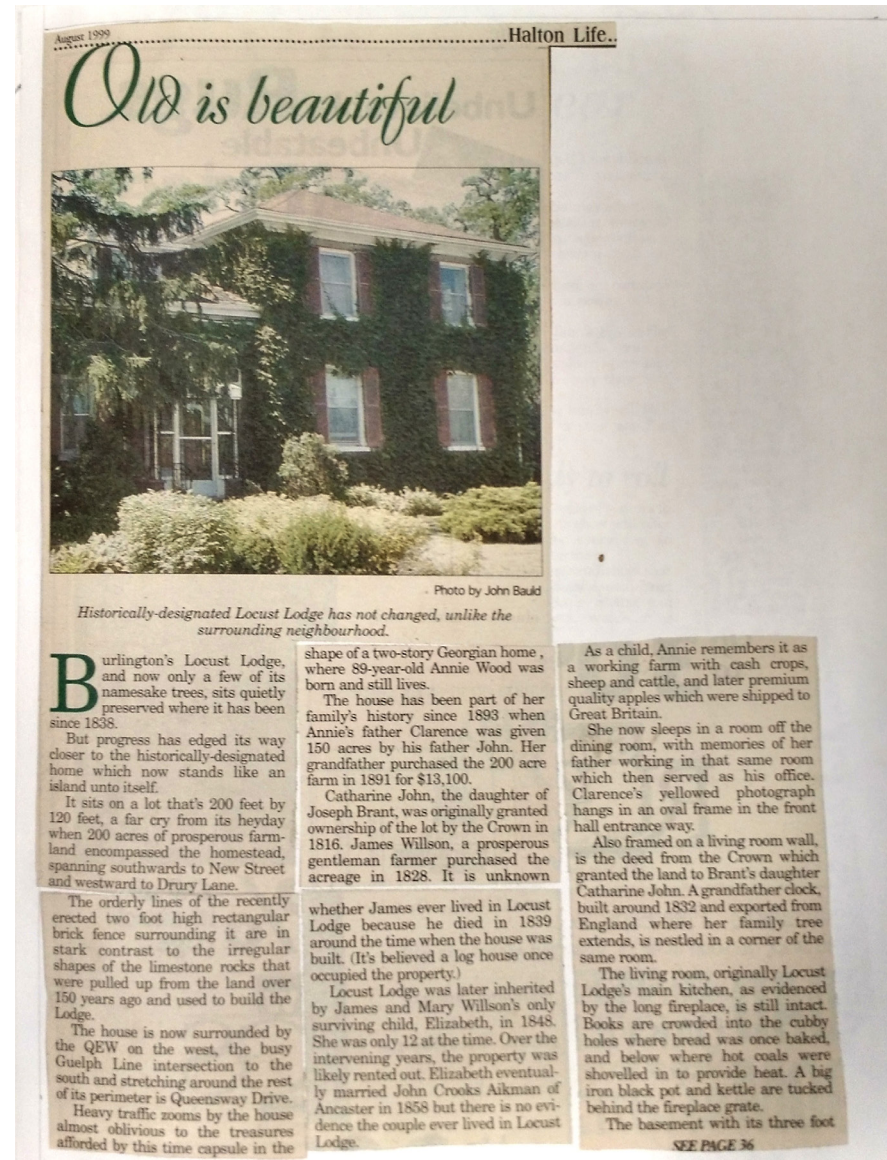 August 1999
Halton Life..
Old is beautiful
Photo by John Bauld
Historically-designated Locust Lodge has not changed, unlike the
surrounding neighbourhood.
Burlington's Locust Lodge,
and now only a few of its
namesake trees, sits quietly
preserved where it has been
since 1838.
But progress has edged its way
closer to the historically-designated
home which now stands like an
island unto itself.
It sits on a lot that's 200 feet by
120 feet, a far cry from its heyday
when 200 acres of prosperous farm-
land encompassed the homestead,
spanning southwards to New Street
and westward to Drury Lane.
The orderly lines of the recently
erected two foot high rectangular
brick fence surrounding it are in
stark contrast to the irregular
shapes of the limestone rocks that
were pulled up from the land over
150 years ago and used to build the
Lodge.
The house is now surrounded by
the QEW on the west, the busy
Guelph Line intersection to the
south and stretching around the rest
of its perimeter is Queensway Drive.
Heavy traffic zooms by the house
almost oblivious to the treasures
afforded by this time capsule in the
shape of a two-story Georgian home ,
where 89-year-old Annie Wood was
born and still lives.
The house has been part of her
family's history since 1893 when
Annie's father Clarence was given
150 acres by his father John. Her
grandfather purchased the 200 acre
farm in 1891 for $13,100.
Catharine John, the daughter of
Joseph Brant, was originally granted
ownership of the lot by the Crown in
1816. James Willson, a prosperous
gentleman farmer purchased the
acreage in 1828. It is unknown
whether James ever lived in Locust
Lodge because he died in 1839
around the time when the house was
built. (It's believed a log house once
occupied the property.)
Locust Lodge was later inherited
by James and Mary Willson's only
surviving child, Elizabeth, in 1848.
She was only 12 at the time. Over the
intervening years, the property was
likely rented out. Elizabeth eventual-
ly married John Crooks Aikman of
Ancaster in 1858 but there is no evi-
dence the couple ever lived in Locust
Lodge.
As a child, Annie remembers it as
a working farm with cash crops,
sheep and cattle, and later premium
quality apples which were shipped to
Great Britain.
She now sleeps in a room off the
dining room, with memories of her
father working in that same room
which then served as his office.
Clarence's yellowed photograph
hangs in an oval frame in the front
hall entrance way.
Also framed on a living room wall,
is the deed from the Crown which
granted the land to Brant's daughter
Catharine John. A grandfather clock,
built around 1832 and exported from
England where her family tree
extends, is nestled in a corner of the
same room.
The living room, originally Locust
Lodge's main kitchen, as evidenced
by the long fireplace, is still intact.
Books are crowded into the cubby
holes where bread was once baked,
and below where hot coals were
shovelled in to provide heat. A big
iron black pot and kettle are tucked
behind the fireplace grate.
The basement with its three foot
SEE PAGE 36